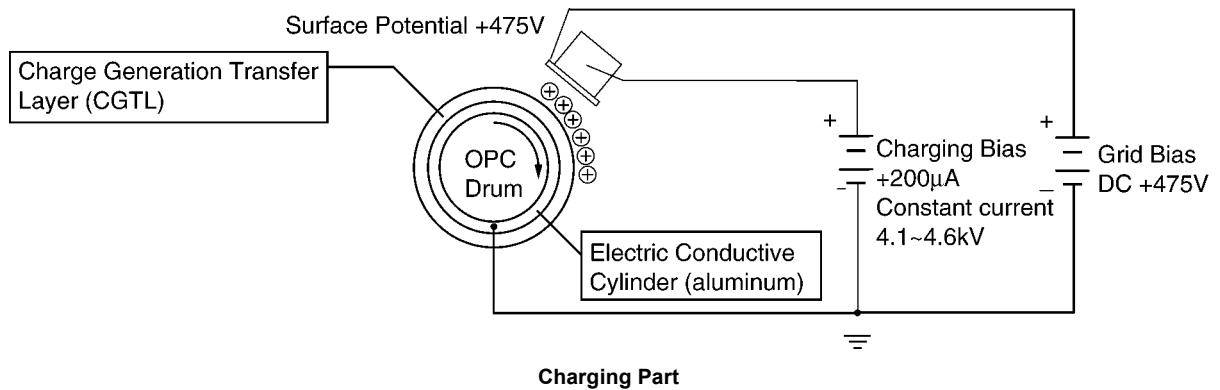 Surface Potential +475V
Charge Generation Transfer
Layer (CGTL)
OPC
Drum
⊕
⊕
⊕
⊕
⊕
⊕
+
Charging Bias
+200μA
Constant current
4.1~4.6kV
−
+
Grid Bias
DC +475V
−
Electric Conductive
Cylinder (aluminum)
Charging Part